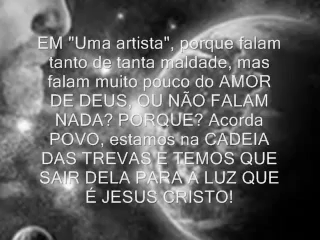 EM "Uma artista", porque falam
tanto de tanta maldade, mas
falam muito pouco do AMOR
DE DEUS, OU NÃO FALAM
NADA? PORQUE? Acorda
POVO, estamos na CADEIA
DAS TREVAS E TEMOS QUE
SAIR DELA PARA A LUZ QUE
É JESUS CRISTO!